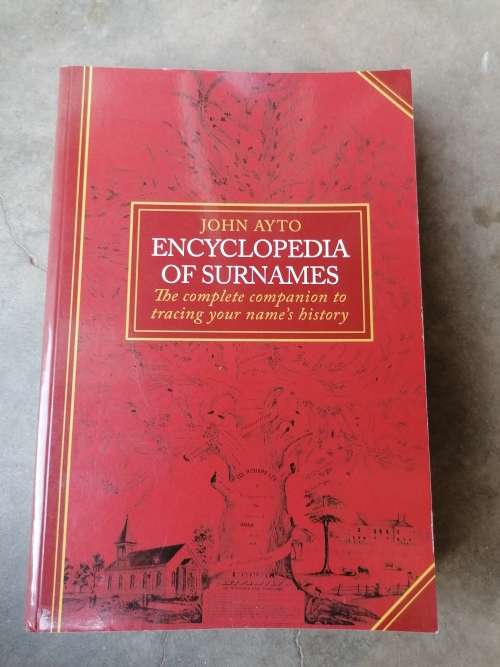 JOHN AYTO
ENCYCLOPEDIA
OF SURNAMES
The complete companion to
tracing your name's history